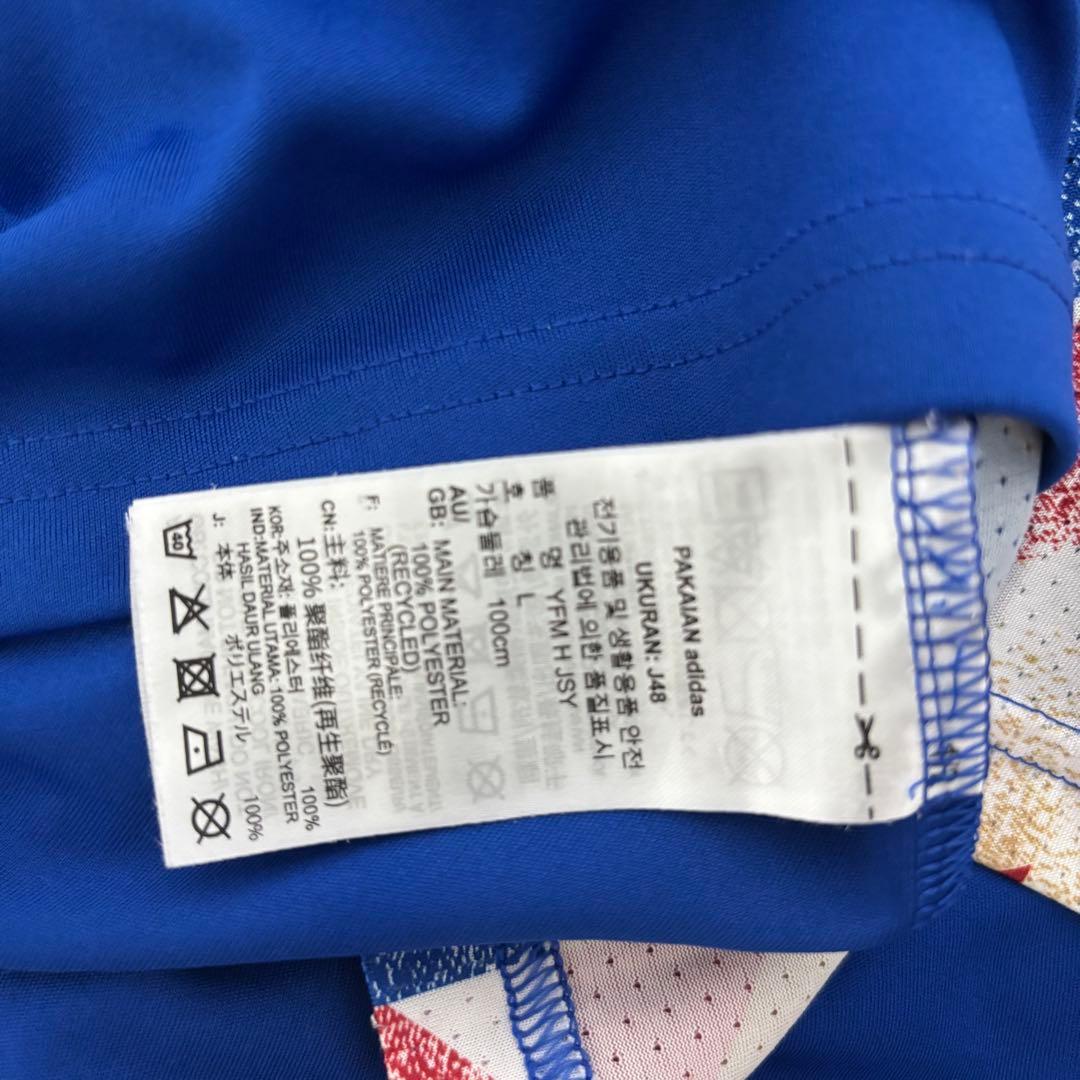 PAKAIAN adidas
UKURAN: J48
전기용품 및 생활용품 안전
관리법에 의한 품질표시
품 명 YFM H JSY
호 칭 L
가슴둘레 100cm
AU/
GB: MAIN MATERIAL:
100% POLYESTER
(RECYCLED)
F: MATIERE PRINCIPALE:
100% POLYESTER (RECYCLÉ)
CN:主料:
100% 聚酯纤维(再生聚酯)
KOR:주소재: 폴리에스터 100%
IND:MATERIAL UTAMA:100% POLYESTER
HASIL DAUR ULANG
J: 本体 ポリエステル 100%
40